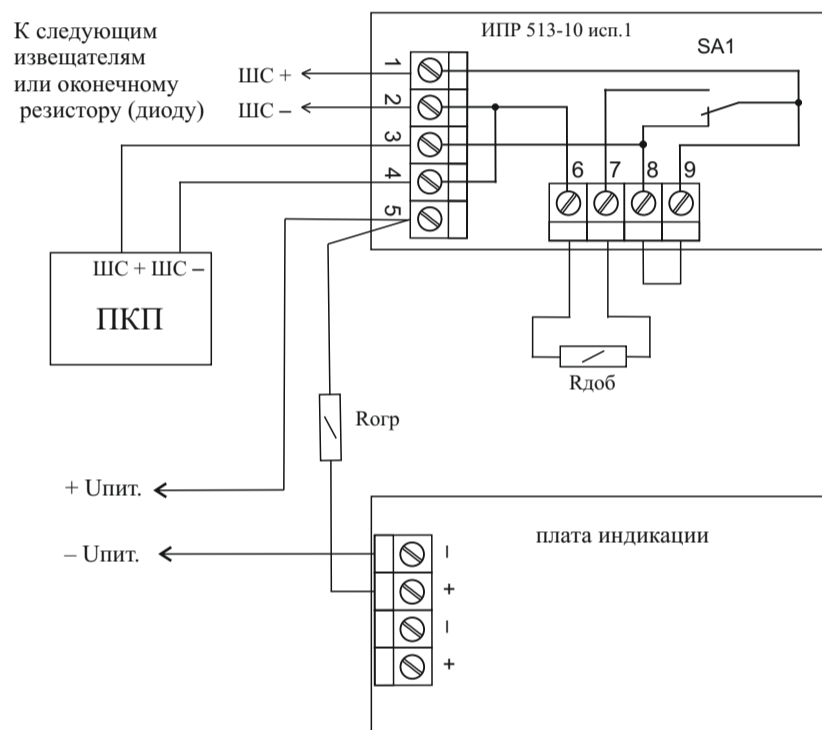 К следующим
извещателям
или оконечному
резистору (диоду)
ИПР 513-10 исп.1
SA1
ШС +
ШС –
1
2
3
4
5
6 7 8 9
ШС + ШС –
ПКП
Rдоб
Rогр
+ Uпит.
– Uпит.
плата индикации
–
+
–
+